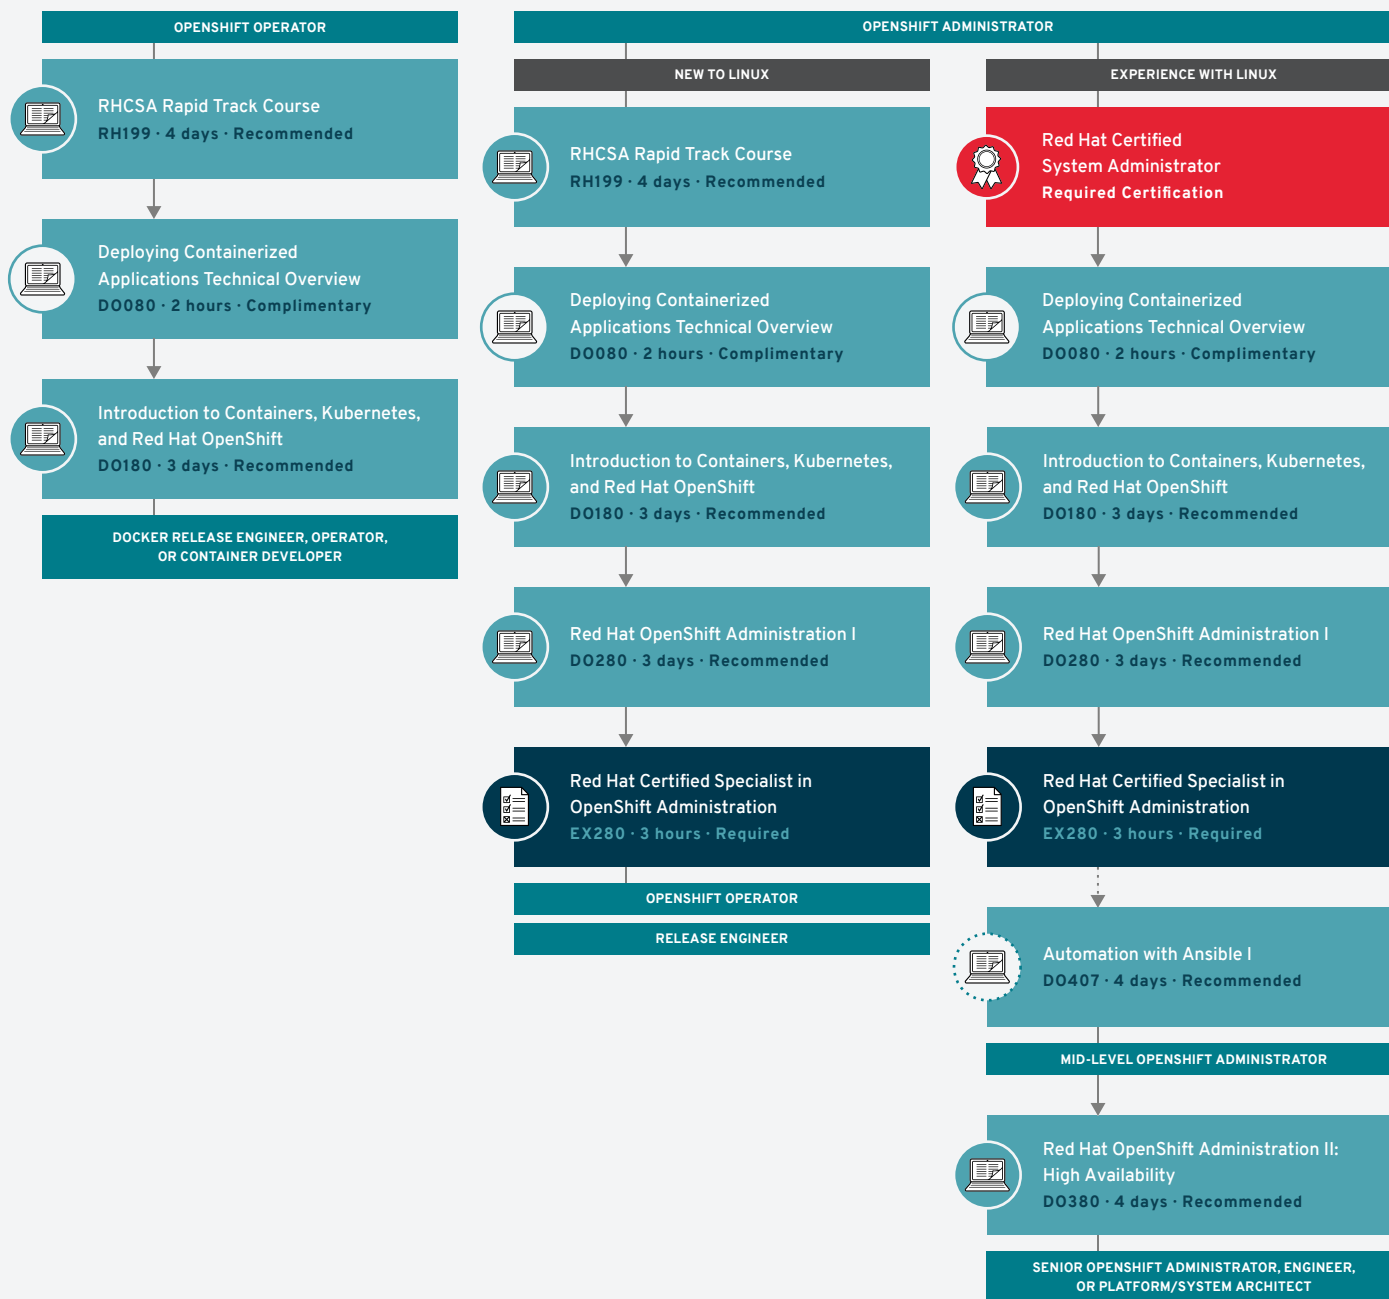 OPENSHIFT OPERATOR
RHCSA Rapid Track Course
RH199 · 4 days · Recommended
Deploying Containerized
Applications Technical Overview
DO080 · 2 hours · Complimentary
Introduction to Containers, Kubernetes,
and Red Hat OpenShift
DO180 · 3 days · Recommended
DOCKER RELEASE ENGINEER, OPERATOR,
OR CONTAINER DEVELOPER
OPENSHIFT ADMINISTRATOR
NEW TO LINUX
RHCSA Rapid Track Course
RH199 · 4 days · Recommended
Deploying Containerized
Applications Technical Overview
DO080 · 2 hours · Complimentary
Introduction to Containers, Kubernetes,
and Red Hat OpenShift
DO180 · 3 days · Recommended
Red Hat OpenShift Administration I
DO280 · 3 days · Recommended
Red Hat Certified Specialist in
OpenShift Administration
EX280 · 3 hours · Required
OPENSHIFT OPERATOR
RELEASE ENGINEER
EXPERIENCE WITH LINUX
Red Hat Certified
System Administrator
Required Certification
Deploying Containerized
Applications Technical Overview
DO080 · 2 hours · Complimentary
Introduction to Containers, Kubernetes,
and Red Hat OpenShift
DO180 · 3 days · Recommended
Red Hat OpenShift Administration I
DO280 · 3 days · Recommended
Red Hat Certified Specialist in
OpenShift Administration
EX280 · 3 hours · Required
Automation with Ansible I
DO407 · 4 days · Recommended
MID-LEVEL OPENSHIFT ADMINISTRATOR
Red Hat OpenShift Administration II:
High Availability
DO380 · 4 days · Recommended
SENIOR OPENSHIFT ADMINISTRATOR, ENGINEER,
OR PLATFORM/SYSTEM ARCHITECT